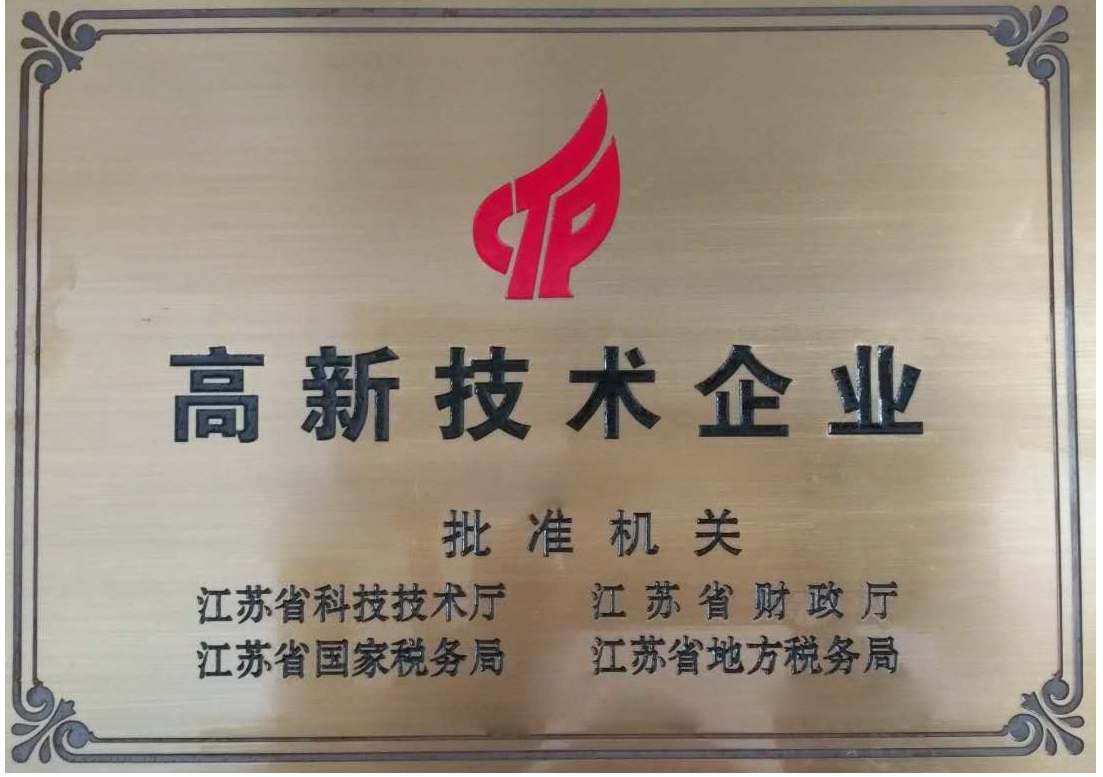 CTP
高新技术企业
批准机关
江苏省科技技术厅 江苏省财政厅
江苏省国家税务局 江苏省地方税务局